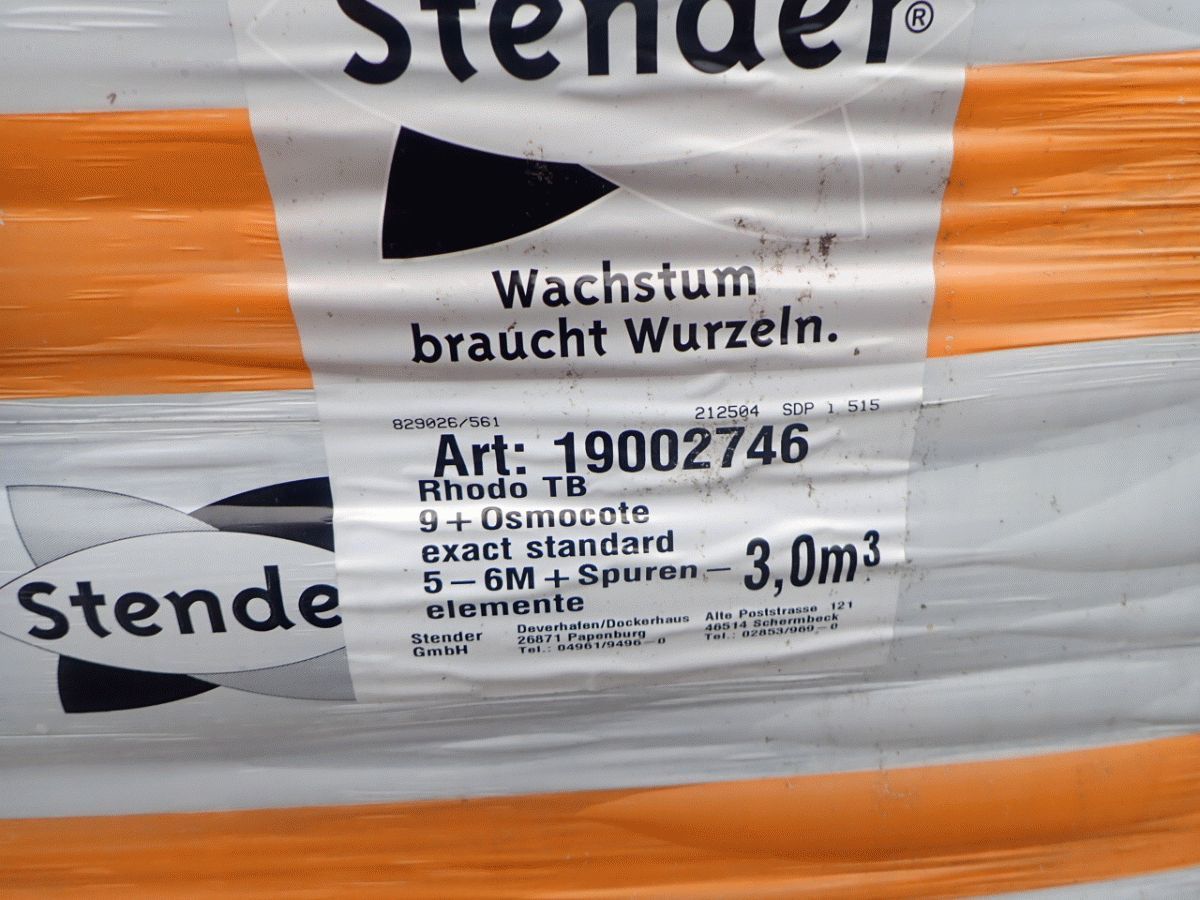 Stender®
Wachstum
braucht Wurzeln.
829026/561 212504 SDP 1 515
Art: 19002746
Rhodo TB
9+Osmocote
exact standard
5-6M+Spuren- 3,0m³
elemente
Stender
GmbH
Deverhafen/Dockerhaus
26871 Papenburg
Tel.: 04961/9496-0
Alte Poststrasse 121
46514 Schermbeck
Tel.: 02853/969-0
Stende